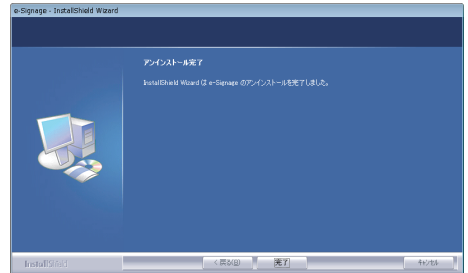 e-Signage - InstallShield Wizard
アンインストール完了
InstallShield Wizard は e-Signage のアンインストールを完了しました。
InstallShield
< 戻る(B)
完了
キャンセル